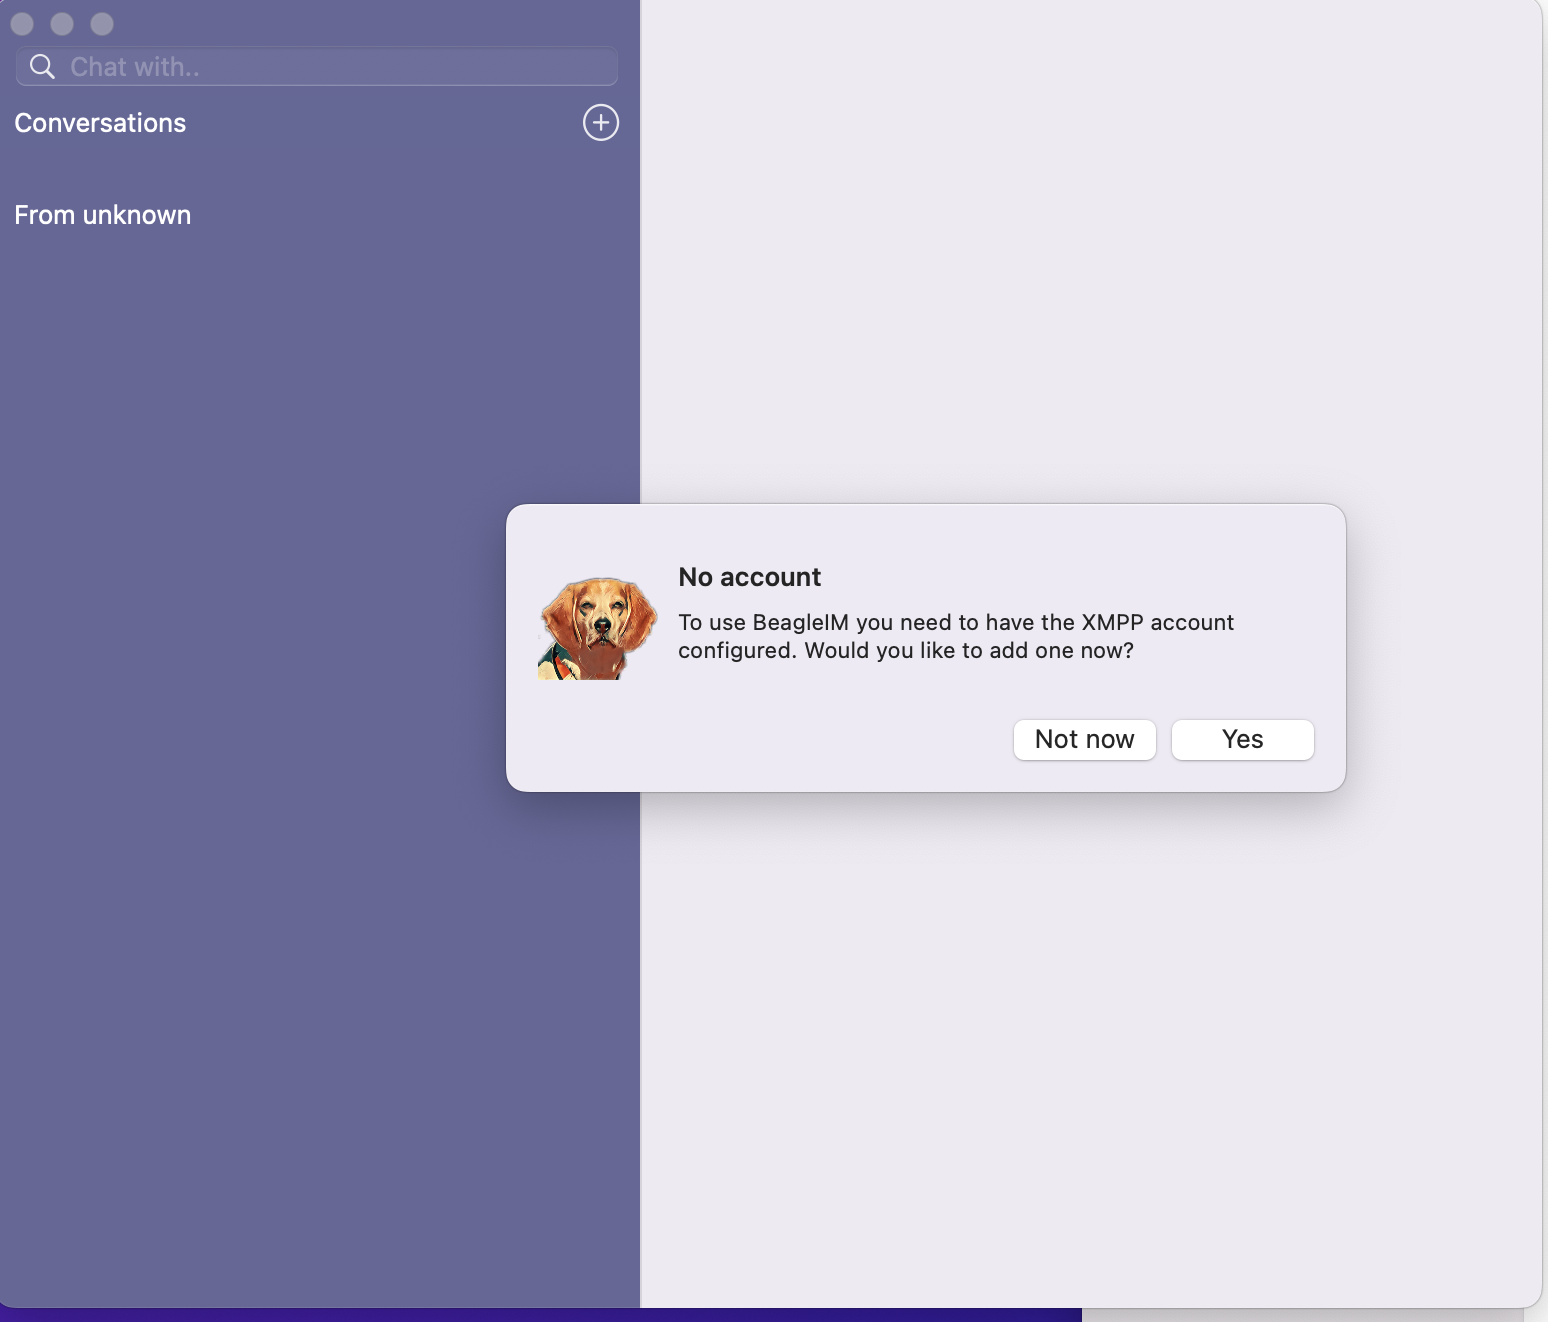 Chat with..
Conversations
From unknown
No account
To use BeagleIM you need to have the XMPP account
configured. Would you like to add one now?
Not now
Yes